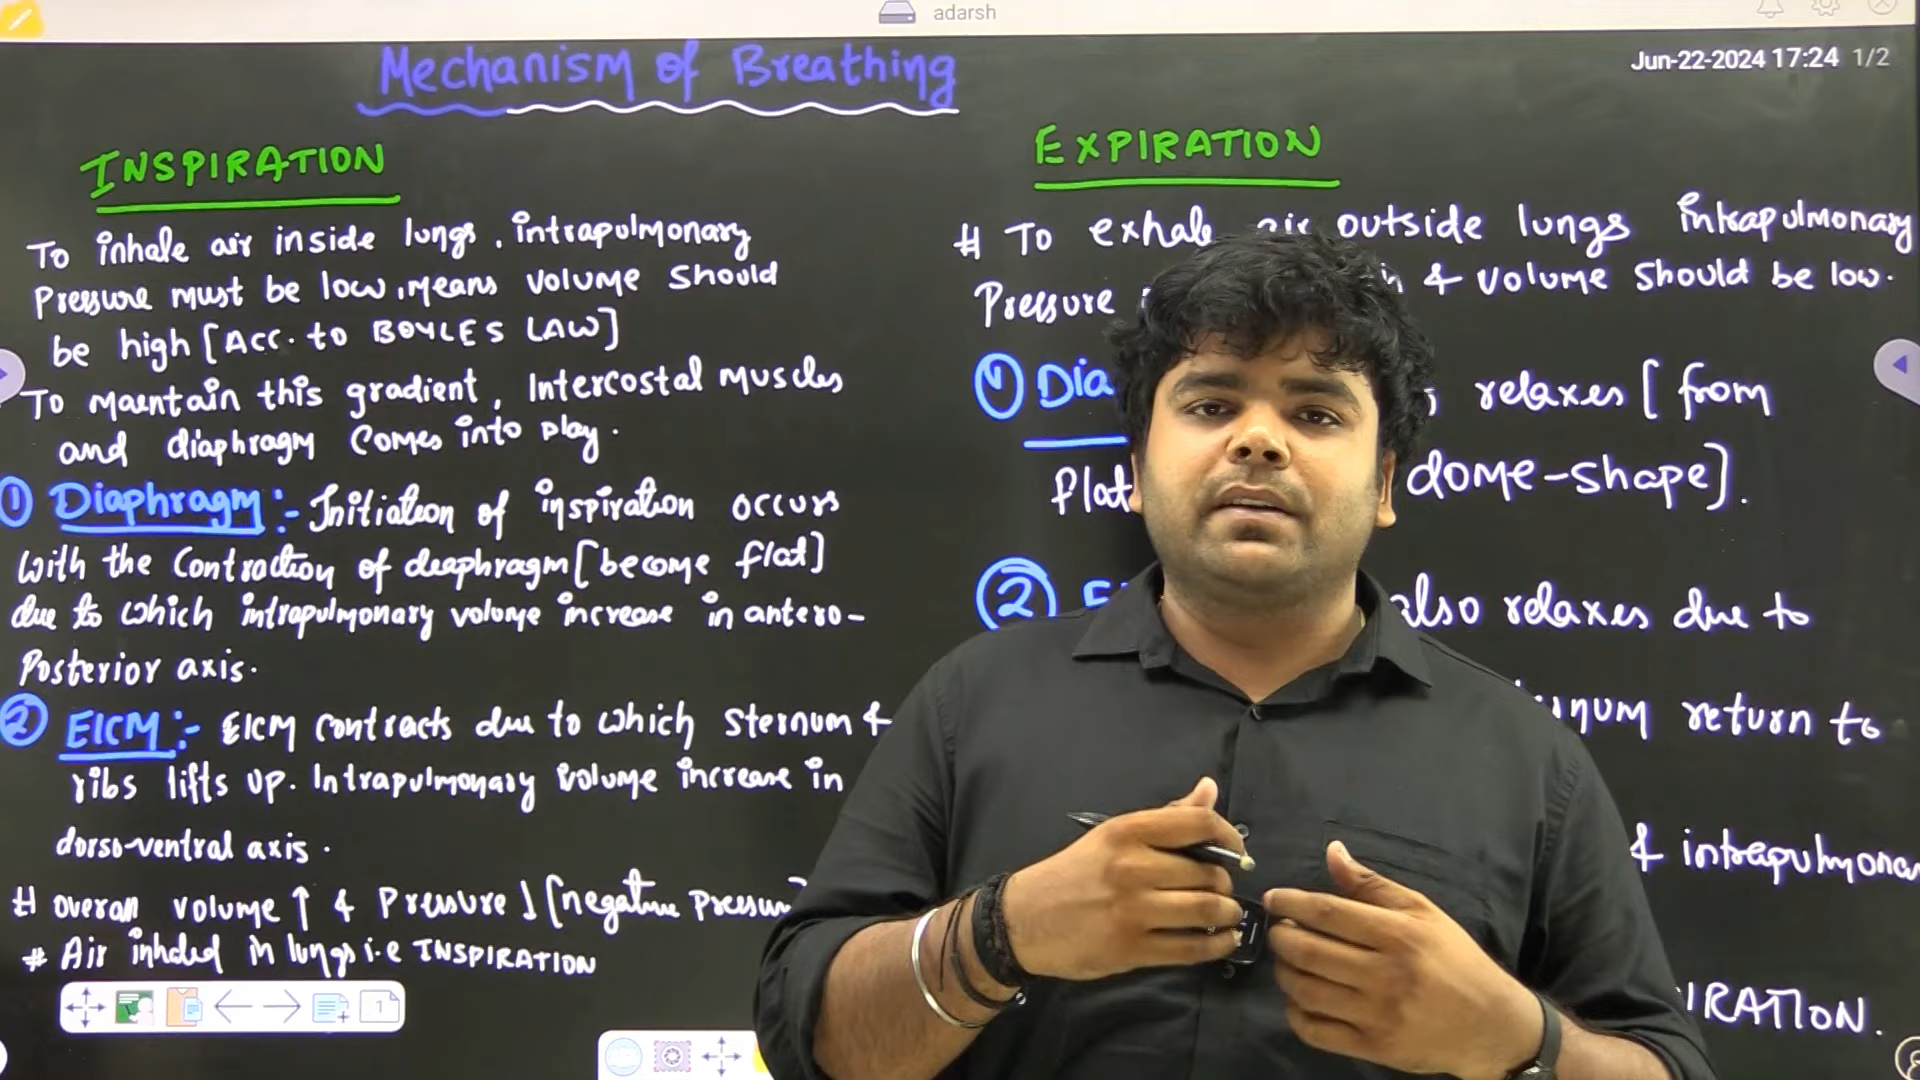 adarsh
Jun-22-2024 17:24 1/2
Mechanism of Breathing
INSPIRATION
To inhale air inside lungs, intrapulmonary
Pressure must be low, means volume should
be high [Acc. to BOYLES LAW]
To maentain this gradient, Intercostal muscles
and diaphragm comes into play.
① Diaphragm :- Initiation of inspiration occurs
with the contraction of deaphragm [become flat]
due to which intrapulmonary volume increase in antero-
Posterior axis.
② EICM :- EICM contracts due to which sternum &
ribs lifts up. Intrapulmonary volume increase in
dorso-ventral axis.
# overall volume ↑ & Pressure ↓ [negative pressure]
# Air inhaled in lungs i.e INSPIRATION
1
EXPIRATION
# To exhale air outside lungs intrapulmonary
Pressure & volume should be low.
① relaxes [from
dome-shape].
② also relaxes due to
return to
& intrapulmonar
IRATION.